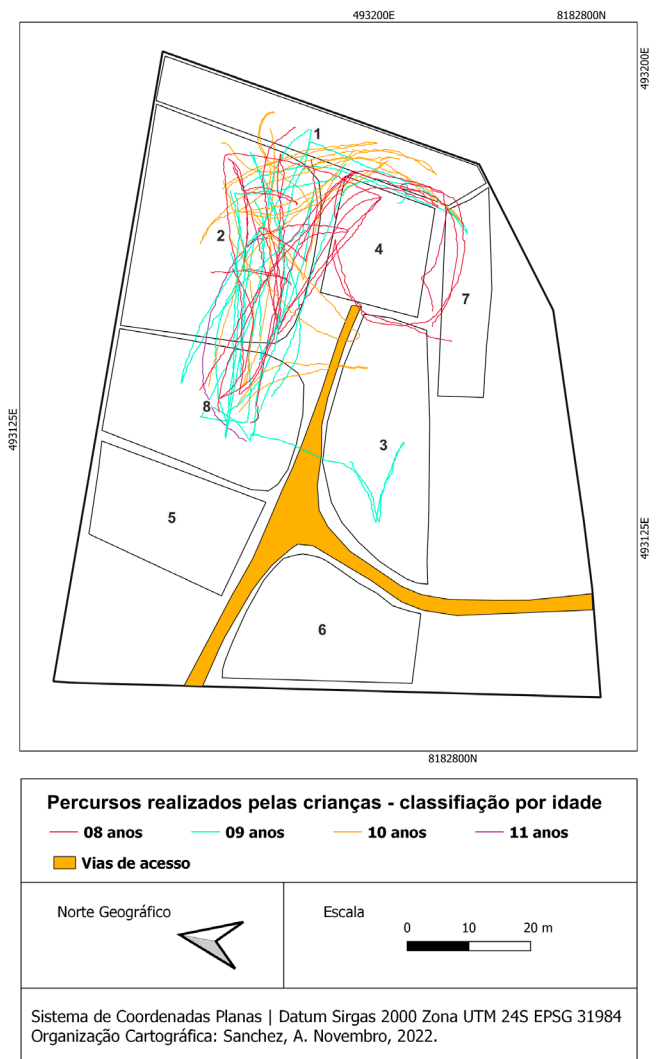 493200E
8182800N
493200E
1
2
4
7
8
3
493125E
5
493125E
6
8182800N
Percursos realizados pelas crianças - classifiação por idade
08 anos
09 anos
10 anos
11 anos
Vias de acesso
Norte Geográfico
Escala
0
10
20 m
Sistema de Coordenadas Planas | Datum Sirgas 2000 Zona UTM 24S EPSG 31984
Organização Cartográfica: Sanchez, A. Novembro, 2022.